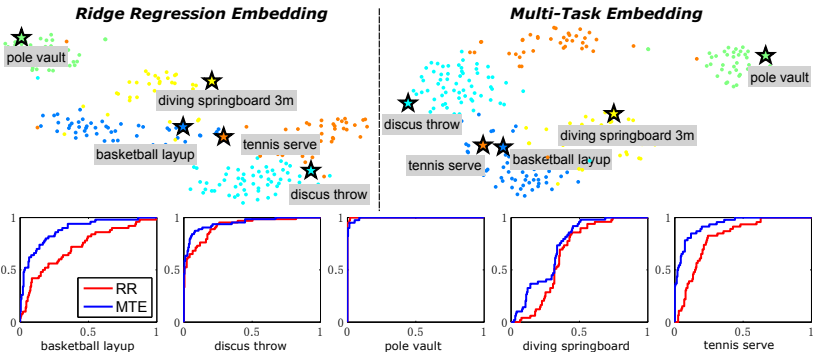 Ridge Regression Embedding
Multi-Task Embedding
pole vault
diving springboard 3m
basketball layup
tennis serve
discus throw
pole vault
discus throw
diving springboard 3m
tennis serve
basketball layup
1
0.5
0
0
0.5
1
RR
MTE
basketball layup
1
0.5
0
0
0.5
1
discus throw
1
0.5
0
0
0.5
1
pole vault
1
0.5
0
0
0.5
1
diving springboard
1
0.5
0
0
0.5
1
tennis serve